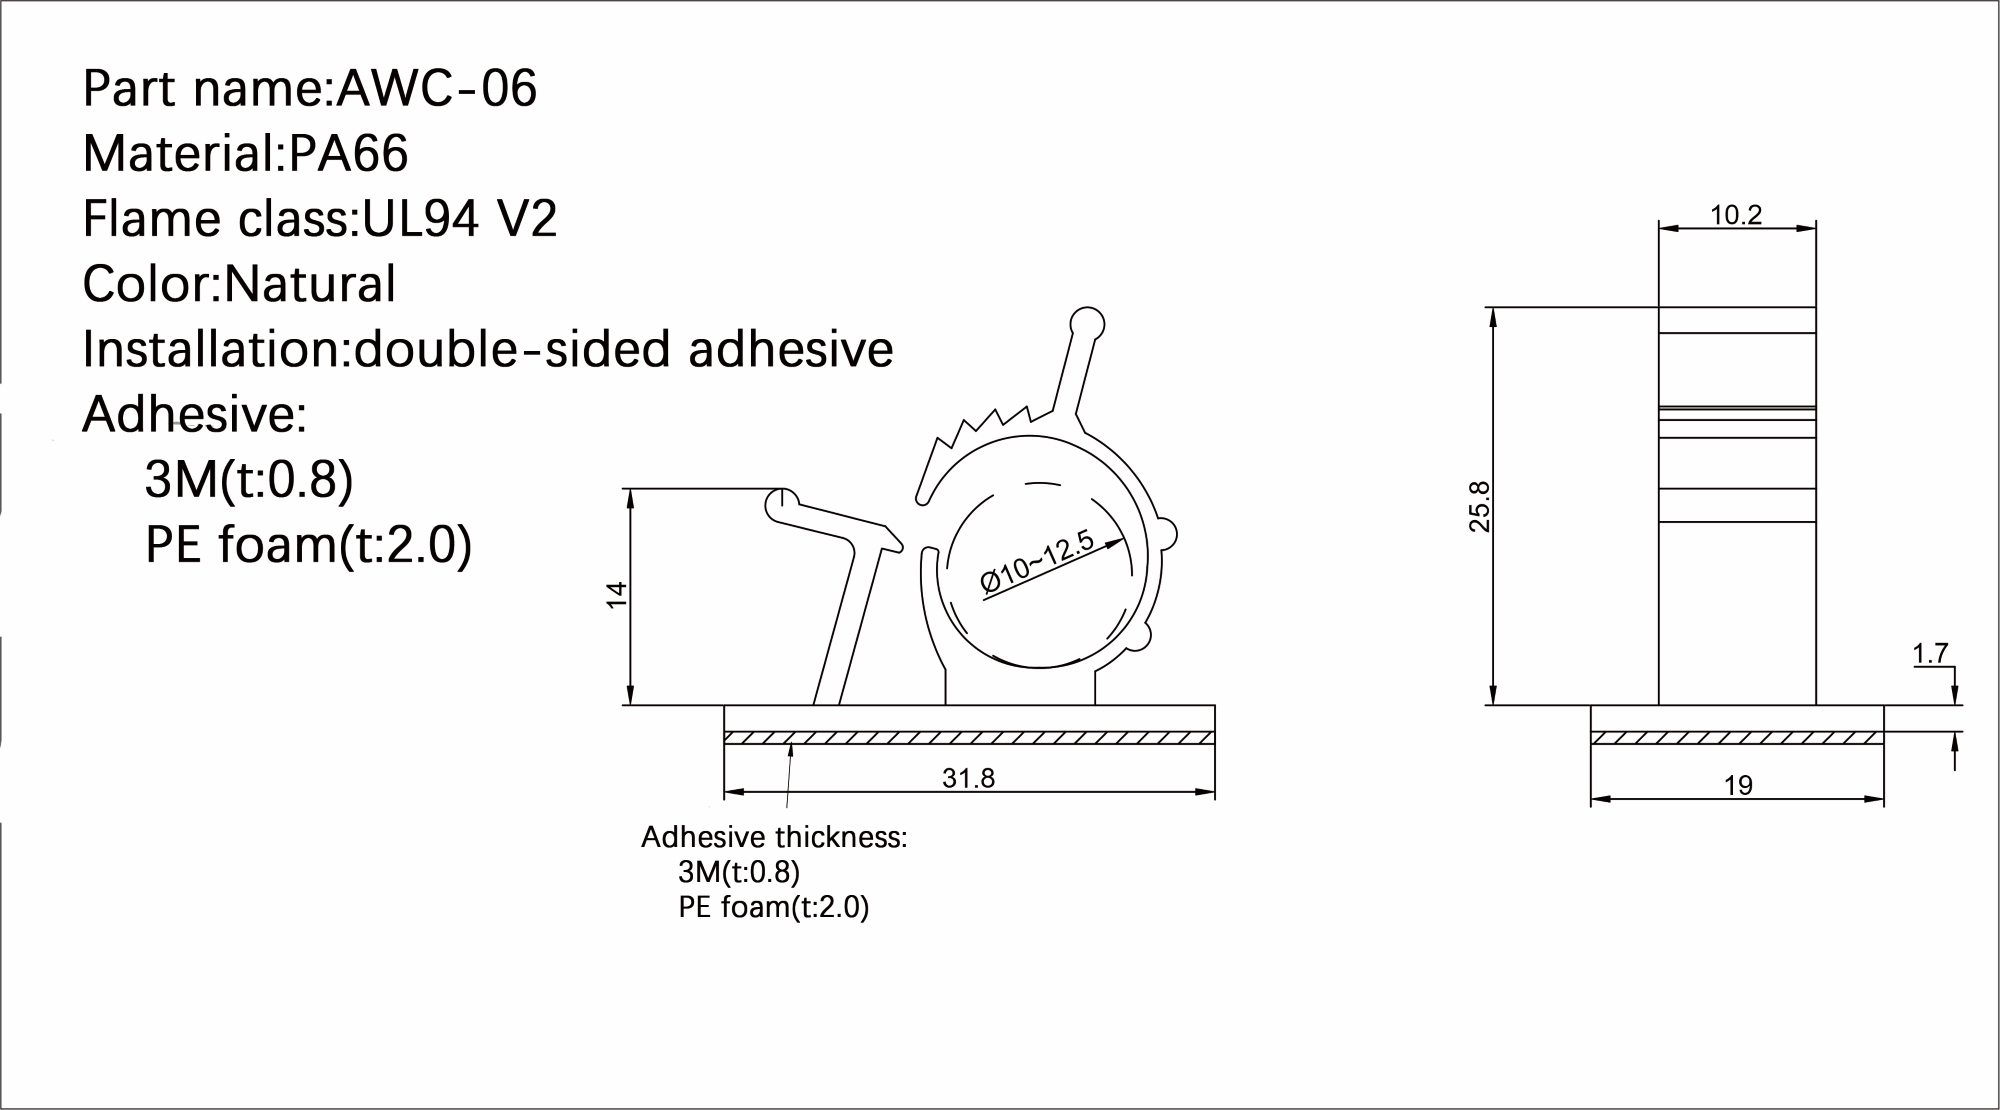 Part name:AWC-06
Material:PA66
Flame class:UL94 V2
Color:Natural
Installation:double-sided adhesive
Adhesive:
3M(t:0.8)
PE foam(t:2.0)
14
Ø10~12.5
31.8
Adhesive thickness:
3M(t:0.8)
PE foam(t:2.0)
10.2
25.8
1.7
19